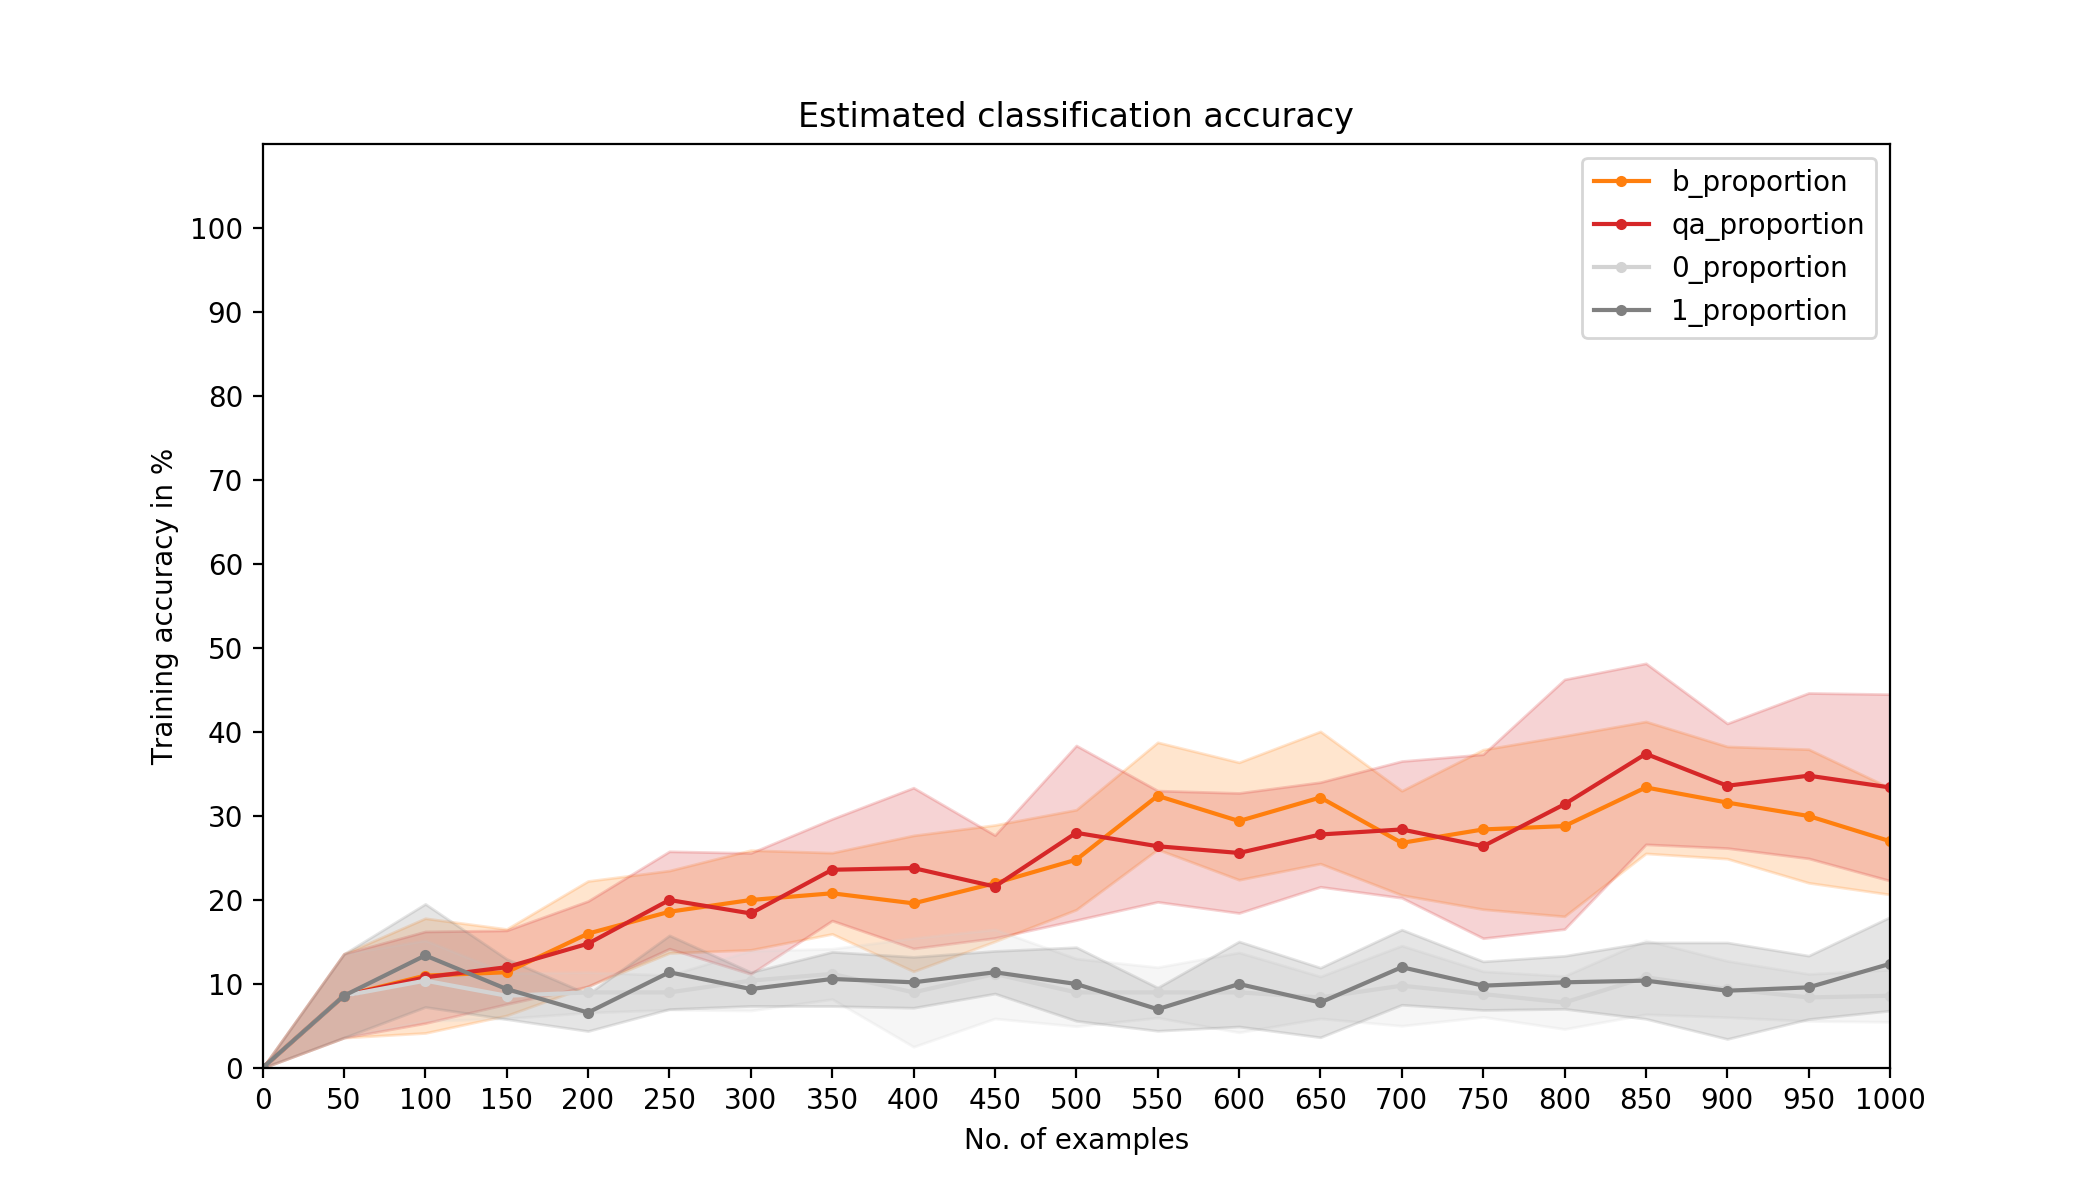 Estimated classification accuracy
b_proportion
qa_proportion
0_proportion
1_proportion
100
90
80
70
60
50
40
30
20
10
0
Training accuracy in %
0 50 100 150 200 250 300 350 400 450 500 550 600 650 700 750 800 850 900 950 1000
No. of examples